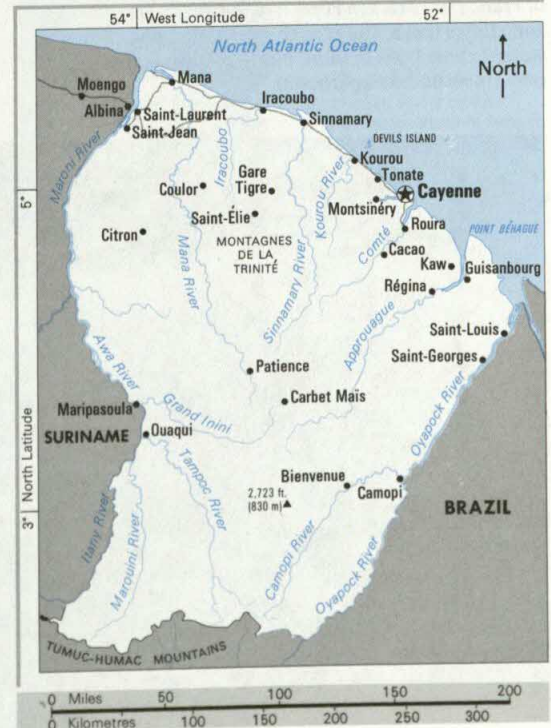 54° West Longitude 52°
North Atlantic Ocean
North
Moengo
Mana
Albina
Saint-Laurent
Saint-Jean
Iracoubo
Iracoubo
Sinnamary
DEVILS ISLAND
Kourou
Tonate
Cayenne
Maroni River
5°
Coulor
Gare
Tigre
Kourou River
Montsinéry
Roura
POINT BÉHAGUE
Saint-Élie
Citron
MONTAGNES
DE LA
TRINITÉ
Comté
Cacao
Kaw
Guisanbourg
Mana River
Sinnamary River
Régina
Approuague
Saint-Louis
Saint-Georges
Awa River
Patience
Maripasoula
Grand Inini
Carbet Maïs
Oyapock River
SURINAME
Ouaqui
North Latitude
Tampoc River
Bienvenue
2,723 ft.
(830 m)
Camopi
BRAZIL
3°
Itany River
Marouini River
Camopi River
Oyapock River
TUMUC-HUMAC MOUNTAINS
0 Miles 50 100 150 200
0 Kilometres 100 150 200 300